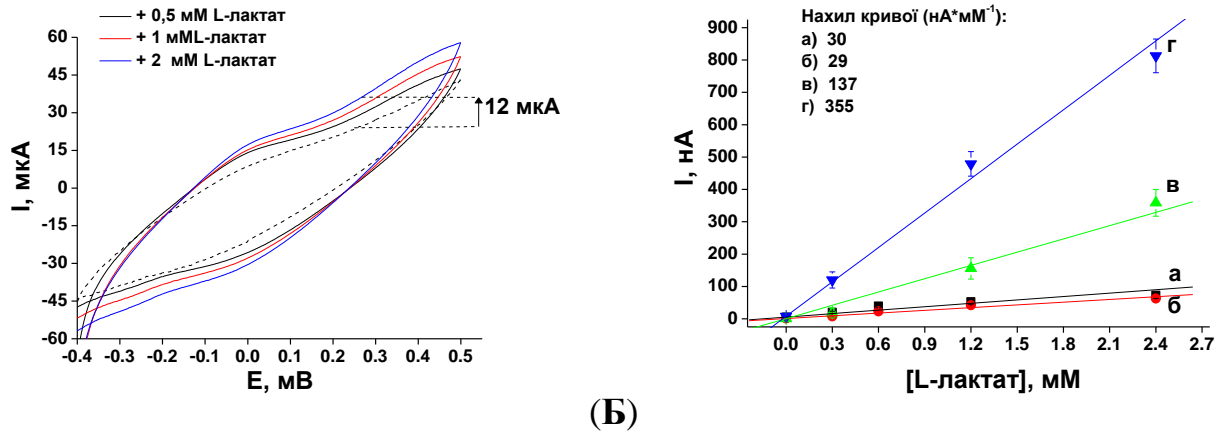 + 0,5 мМ L-лактат
+ 1 мМL-лактат
+ 2 мМ L-лактат
60
45
30
15
0
-15
-30
-45
-60
I, мкА
12 мкА
-0.4 -0.3 -0.2 -0.1 0.0 0.1 0.2 0.3 0.4 0.5
E, мВ
Нахил кривої (нА*мМ⁻¹):
а) 30
б) 29
в) 137
г) 355
900
800
700
600
500
400
300
200
100
0
I, нА
г
в
а
б
0.0 0.3 0.6 0.9 1.2 1.5 1.8 2.1 2.4 2.7
[L-лактат], мМ
(Б)